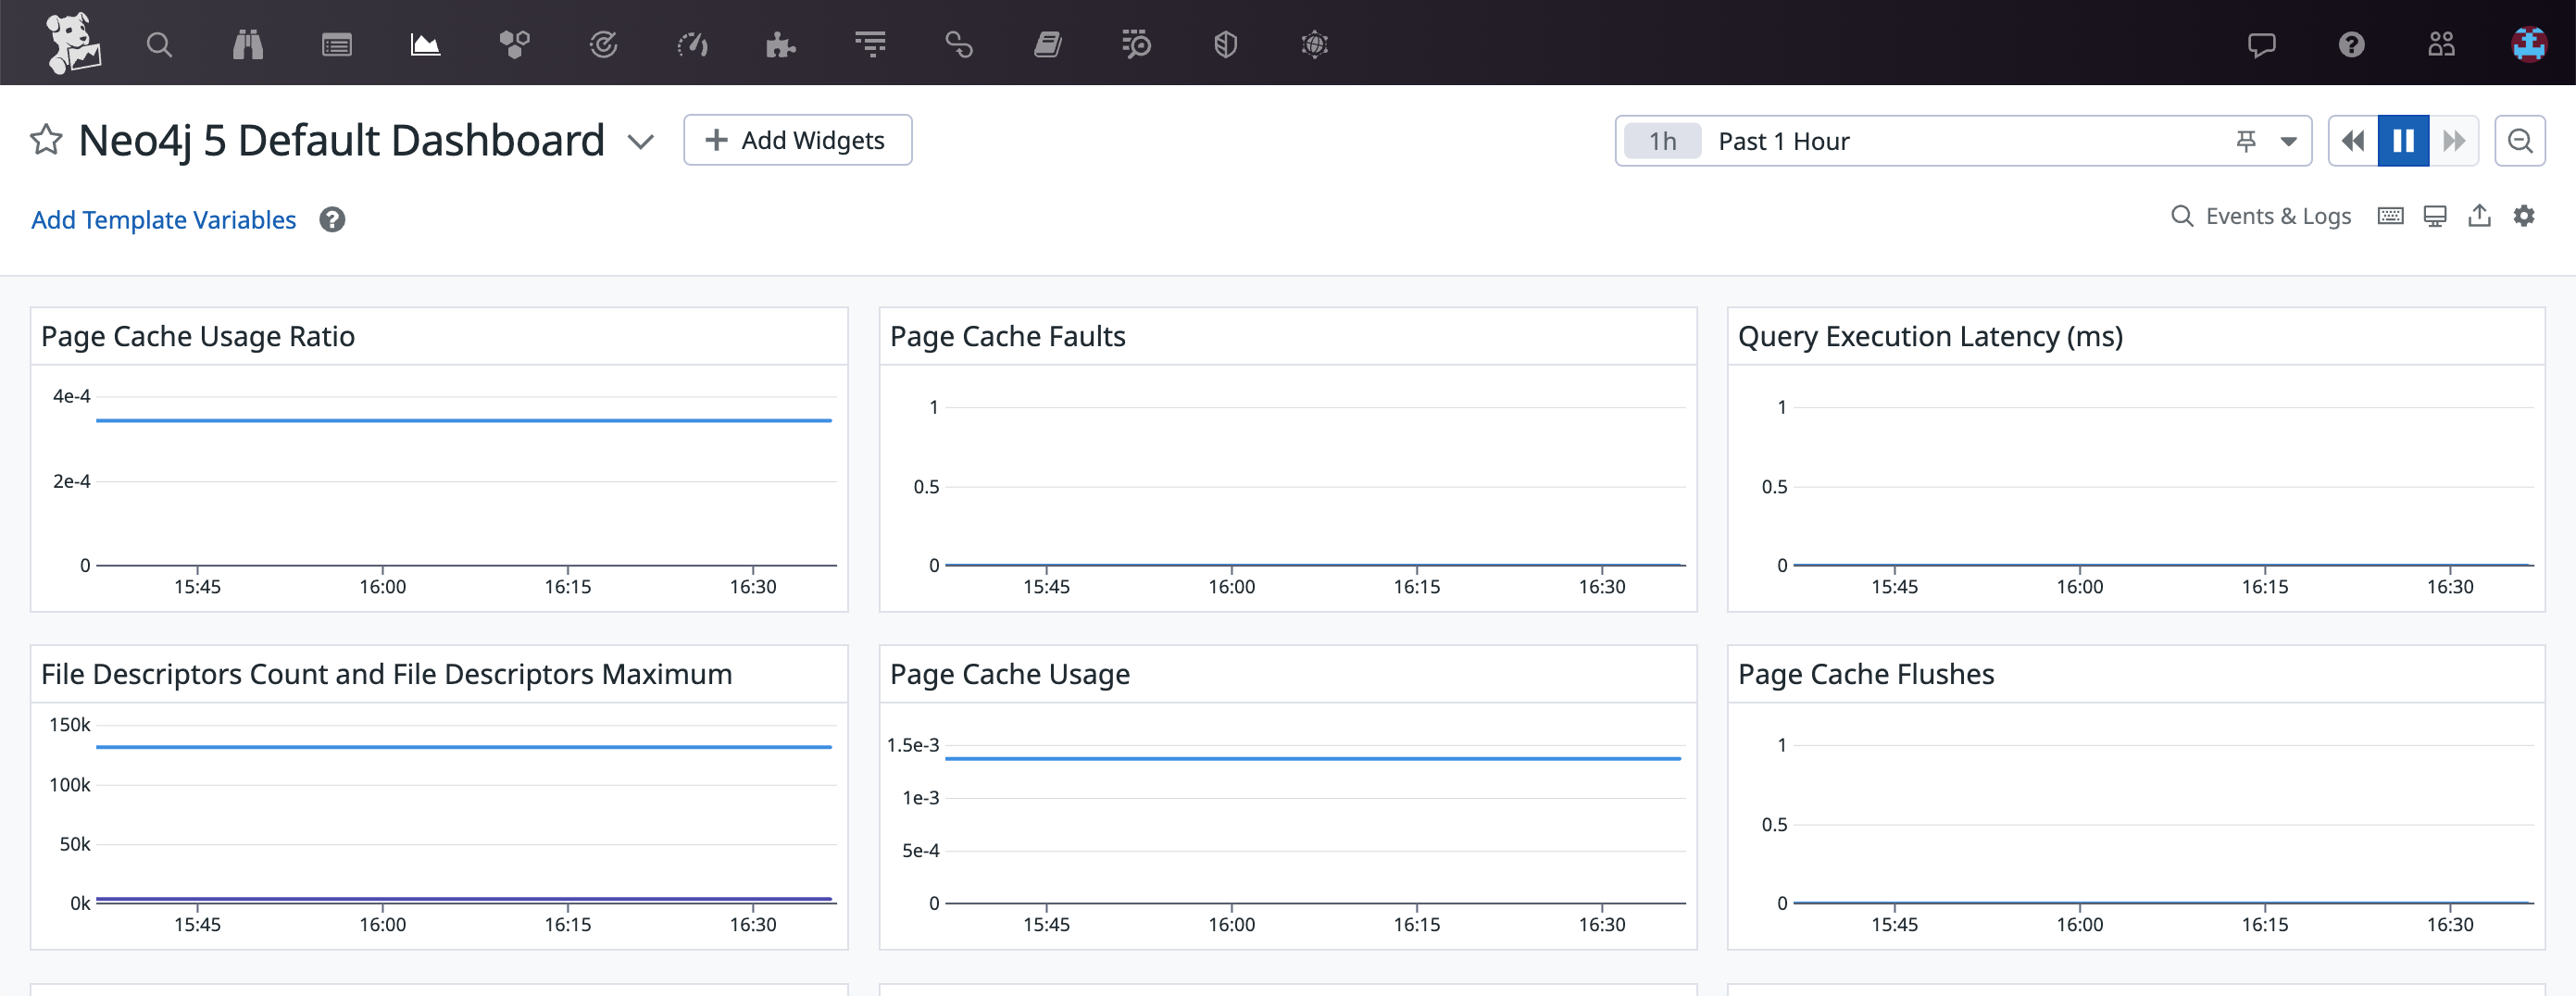 Neo4j 5 Default Dashboard
Add Widgets
1h Past 1 Hour
Add Template Variables
Events & Logs
Page Cache Usage Ratio
4e-4
2e-4
0
15:45 16:00 16:15 16:30
Page Cache Faults
1
0.5
0
15:45 16:00 16:15 16:30
Query Execution Latency (ms)
1
0.5
0
15:45 16:00 16:15 16:30
File Descriptors Count and File Descriptors Maximum
150k
100k
50k
0k
15:45 16:00 16:15 16:30
Page Cache Usage
1.5e-3
1e-3
5e-4
0
15:45 16:00 16:15 16:30
Page Cache Flushes
1
0.5
0
15:45 16:00 16:15 16:30